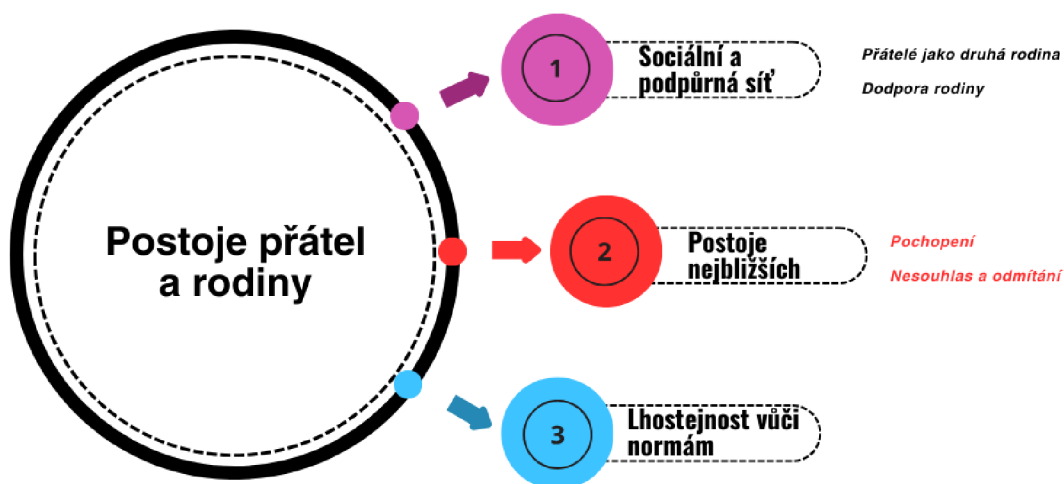 Postoje přátel
a rodiny
1
Sociální a
podpůrná síť
Přátelé jako druhá rodina
Dodpora rodiny
2
Postoje
nejbližších
Pochopení
Nesouhlas a odmítání
3
Lhostejnost vůči
normám